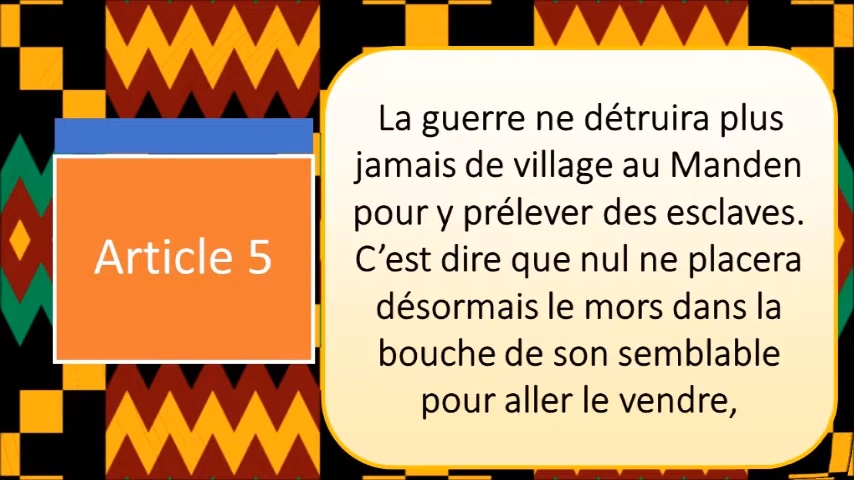 Article 5
La guerre ne détruira plus
jamais de village au Manden
pour y prélever des esclaves.
C’est dire que nul ne placera
désormais le mors dans la
bouche de son semblable
pour aller le vendre,